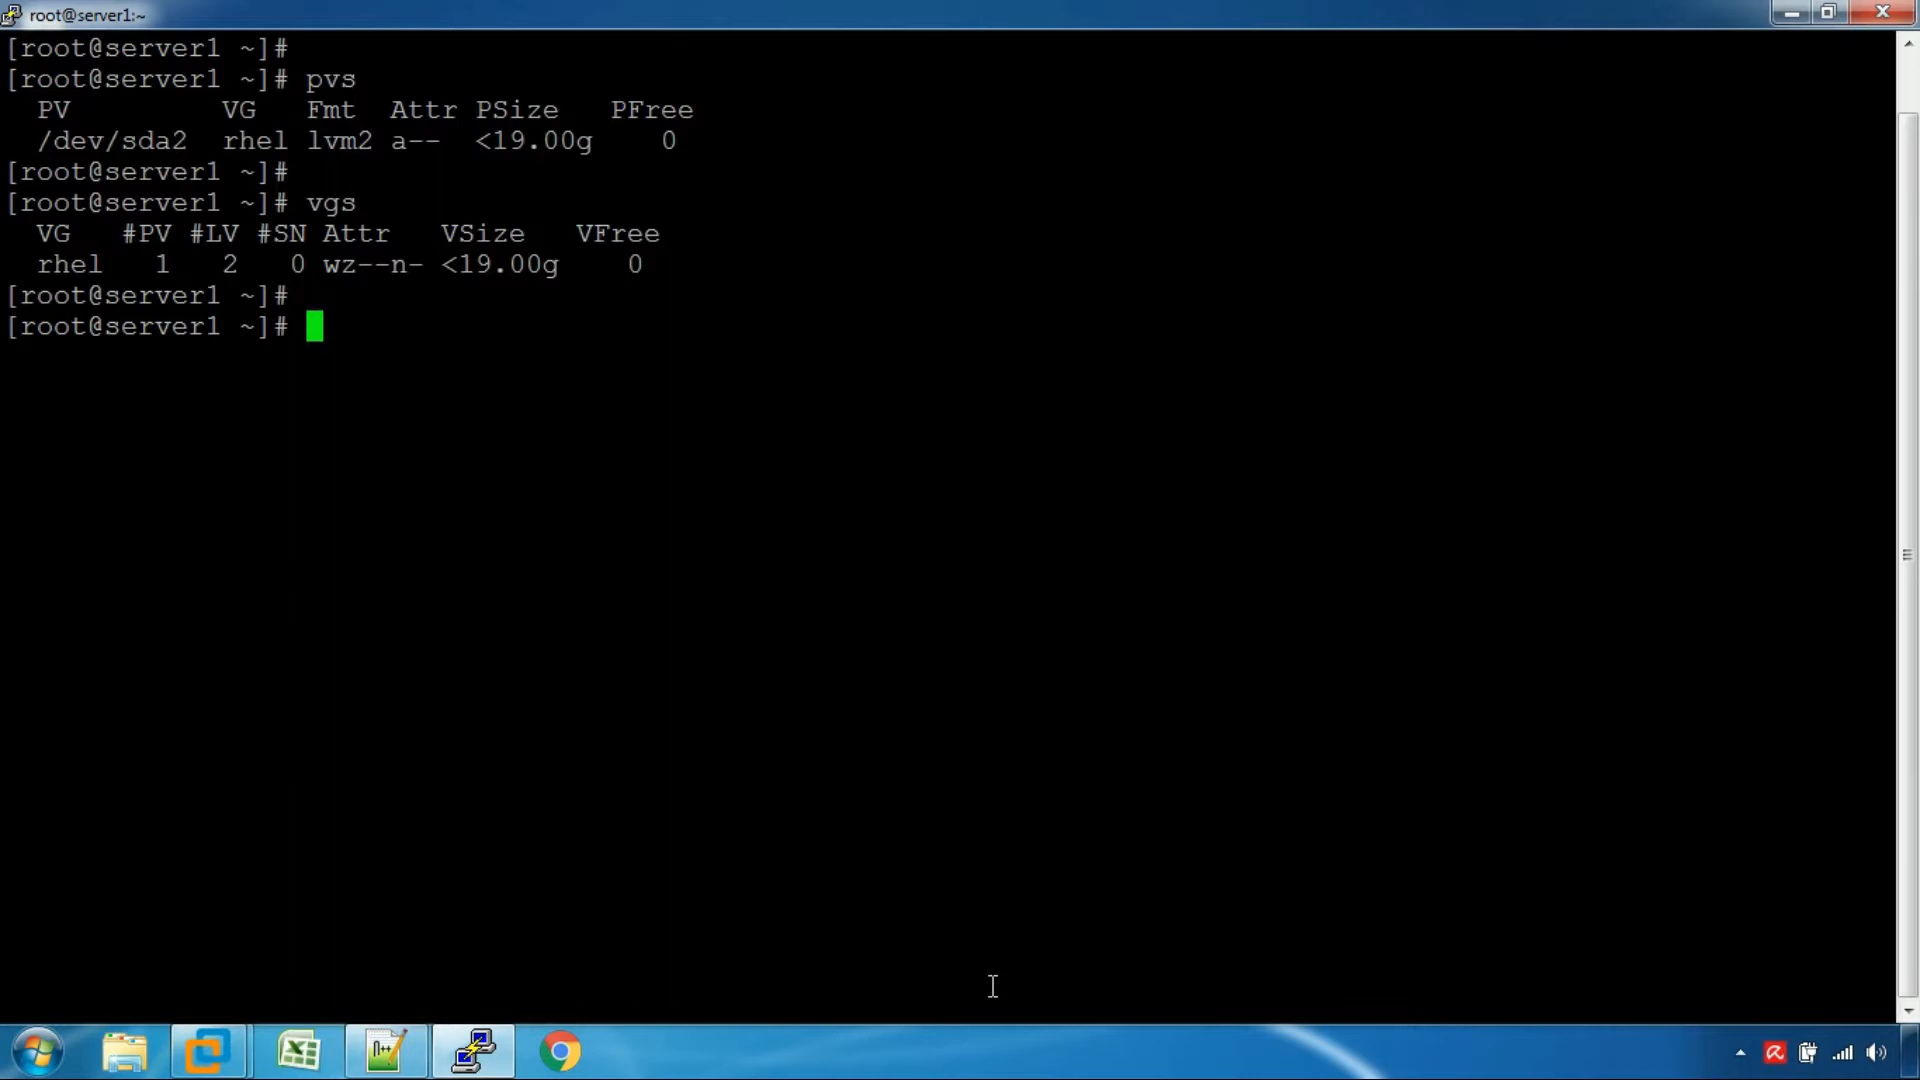 root@server1:~
[root@server1 ~]#
[root@server1 ~]# pvs
  PV         VG   Fmt  Attr PSize   PFree
  /dev/sda2  rhel lvm2 a--  <19.00g    0
[root@server1 ~]#
[root@server1 ~]# vgs
  VG   #PV #LV #SN Attr   VSize   VFree
  rhel   1   2   0 wz--n- <19.00g    0
[root@server1 ~]#
[root@server1 ~]#